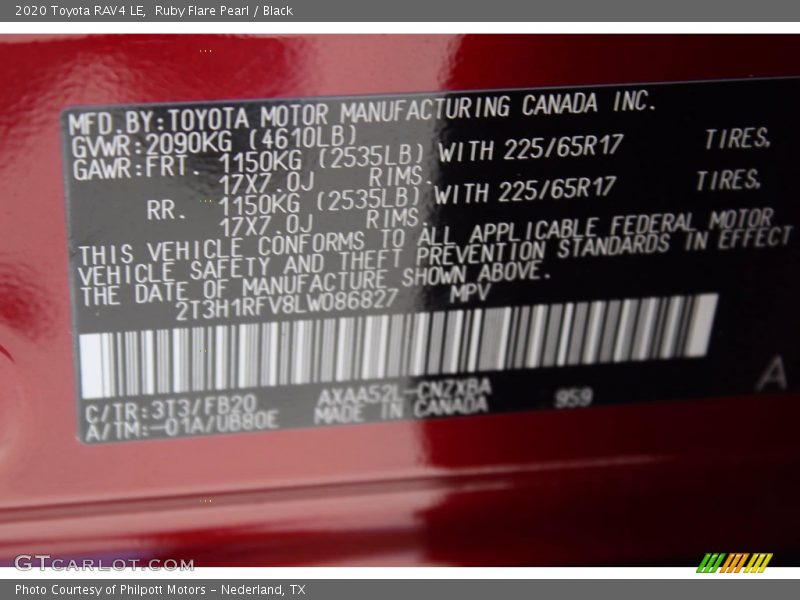 2020 Toyota RAV4 LE,  Ruby Flare Pearl / Black
MFD.BY:TOYOTA MOTOR MANUFACTURING CANADA INC.
GVWR:2090KG (4610LB)
GAWR:FRT. 1150KG (2535LB) WITH 225/65R17 TIRES,
17X7.0J RIMS.
RR. 1150KG (2535LB) WITH 225/65R17 TIRES,
17X7.0J RIMS.
THIS VEHICLE CONFORMS TO ALL APPLICABLE FEDERAL MOTOR
VEHICLE SAFETY AND THEFT PREVENTION STANDARDS IN EFFECT
THE DATE OF MANUFACTURE SHOWN ABOVE.
2T3H1RFV8LW086827 MPV
C/TR:3T3/FB20 AXAA52L-CNZXBA 959
A/TM:-01A/UB80E MADE IN CANADA
A
GTCARLOT.COM
Photo Courtesy of Philpott Motors - Nederland, TX